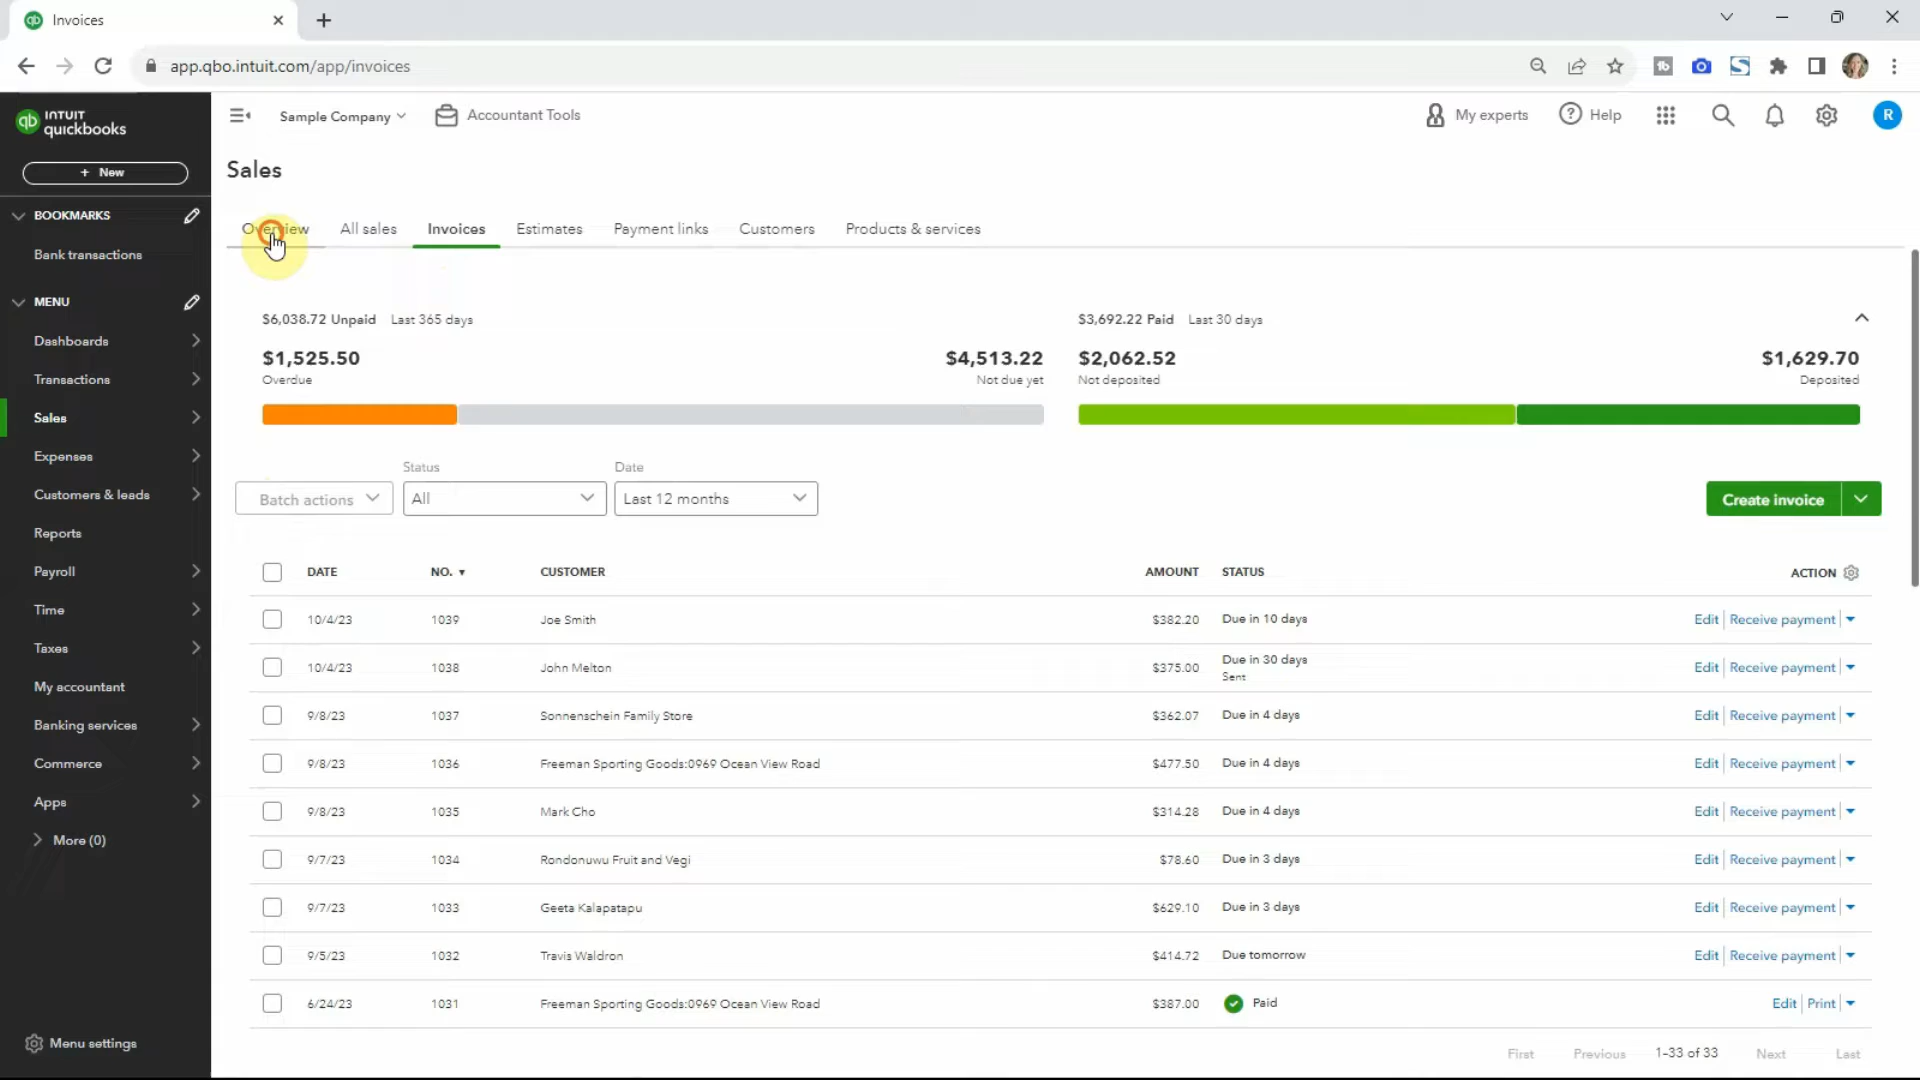 Invoices
app.qbo.intuit.com/app/invoices
qb INTUIT quickbooks
Sample Company
Accountant Tools
My experts
Help
R
+ New
BOOKMARKS
Bank transactions
MENU
Dashboards
Transactions
Sales
Expenses
Customers & leads
Reports
Payroll
Time
Taxes
My accountant
Banking services
Commerce
Apps
More (0)
Menu settings
Sales
Overview All sales Invoices Estimates Payment links Customers Products & services
$6,038.72 Unpaid Last 365 days
$3,692.22 Paid Last 30 days
$1,525.50 $4,513.22 $2,062.52 $1,629.70
Overdue Not due yet Not deposited Deposited
Status Date
Batch actions All Last 12 months Create invoice
DATE NO. CUSTOMER AMOUNT STATUS ACTION
10/4/23 1039 Joe Smith $382.20 Due in 10 days Edit Receive payment
10/4/23 1038 John Melton $375.00 Due in 30 days Edit Receive payment
Sent
9/8/23 1037 Sonnenschein Family Store $362.07 Due in 4 days Edit Receive payment
9/8/23 1036 Freeman Sporting Goods:0969 Ocean View Road $477.50 Due in 4 days Edit Receive payment
9/8/23 1035 Mark Cho $314.28 Due in 4 days Edit Receive payment
9/7/23 1034 Rondonuwu Fruit and Vegi $78.60 Due in 3 days Edit Receive payment
9/7/23 1033 Geeta Kalapatapu $629.10 Due in 3 days Edit Receive payment
9/5/23 1032 Travis Waldron $414.72 Due tomorrow Edit Receive payment
6/24/23 1031 Freeman Sporting Goods:0969 Ocean View Road $387.00 Paid Edit Print
First Previous 1-33 of 33 Next Last